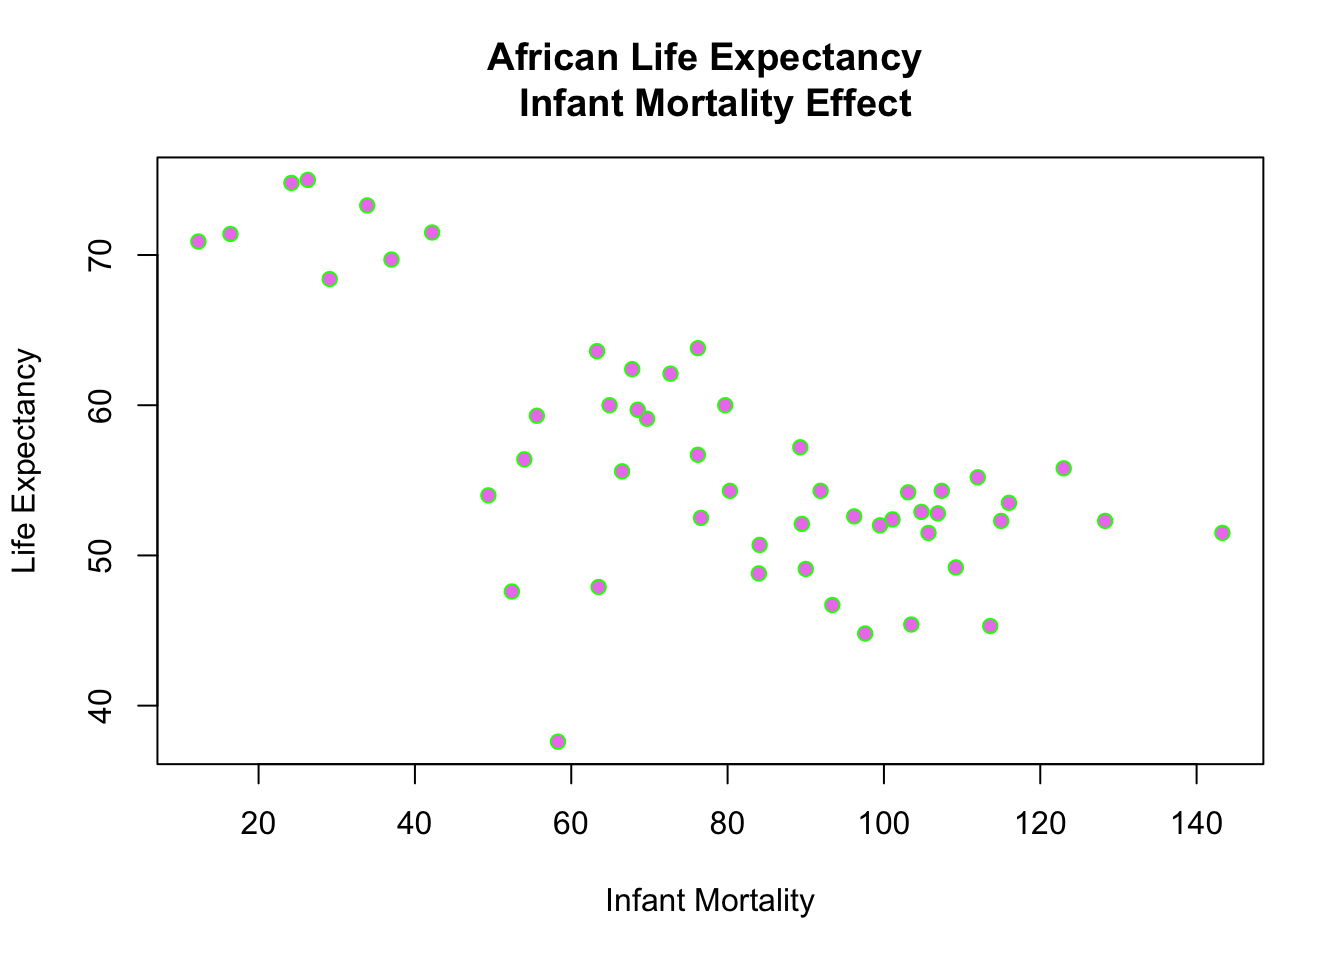 African Life Expectancy
Infant Mortality Effect
Life Expectancy
70
60
50
40
20 40 60 80 100 120 140
Infant Mortality